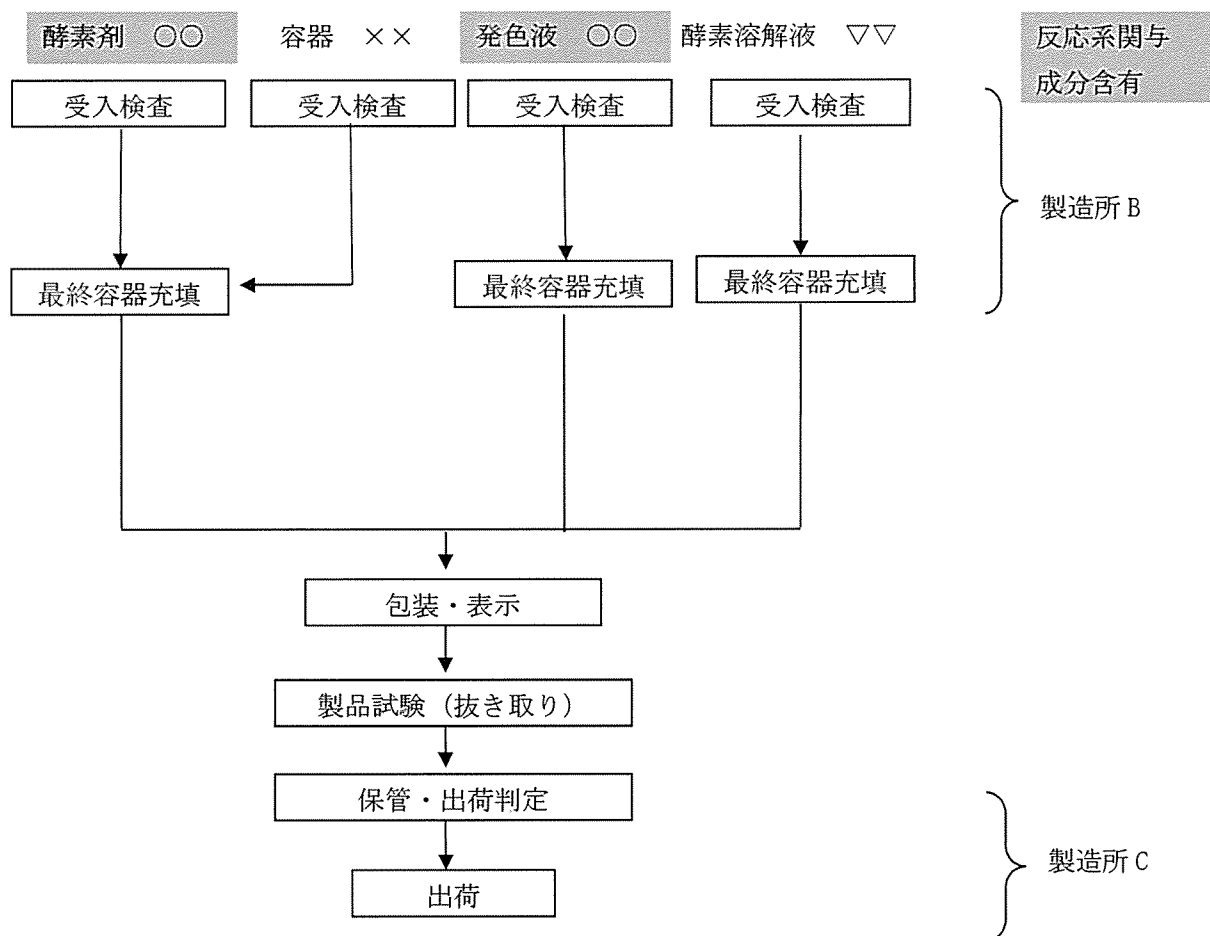 酵素剤 ○○
容器 ××
発色液 ○○
酵素溶解液 ▽▽
反応系関与
成分含有
受入検査
受入検査
受入検査
受入検査
製造所 B
最終容器充填
最終容器充填
最終容器充填
包装・表示
製品試験（抜き取り）
保管・出荷判定
製造所 C
出荷